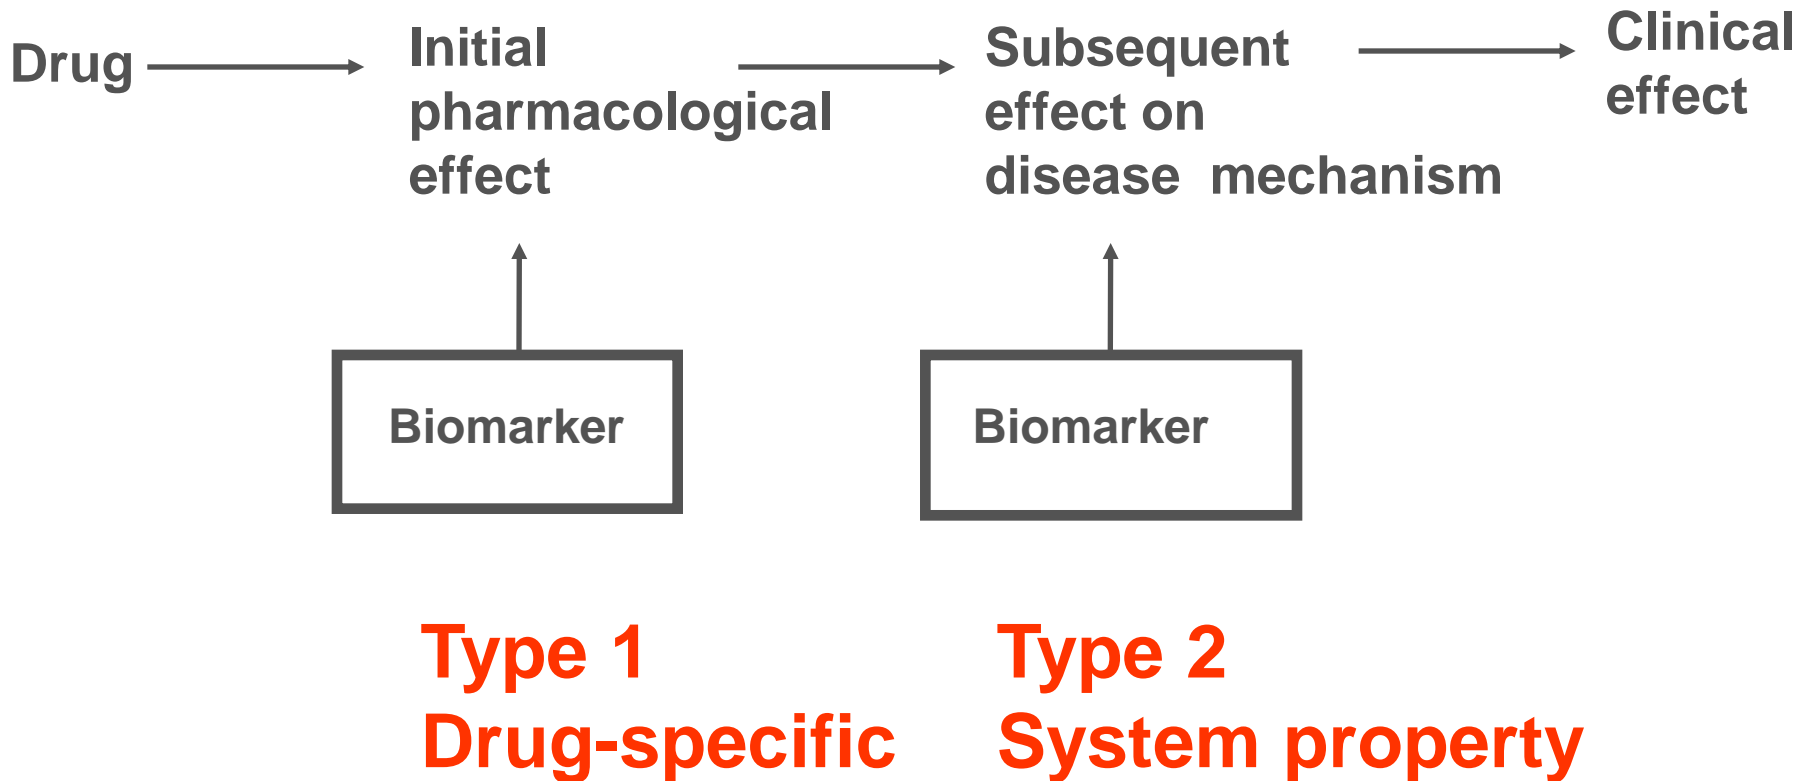 Drug
Initial
pharmacological
effect
Subsequent
effect on
disease mechanism
Clinical
effect
Biomarker
Biomarker
Type 1
Drug-specific
Type 2
System property